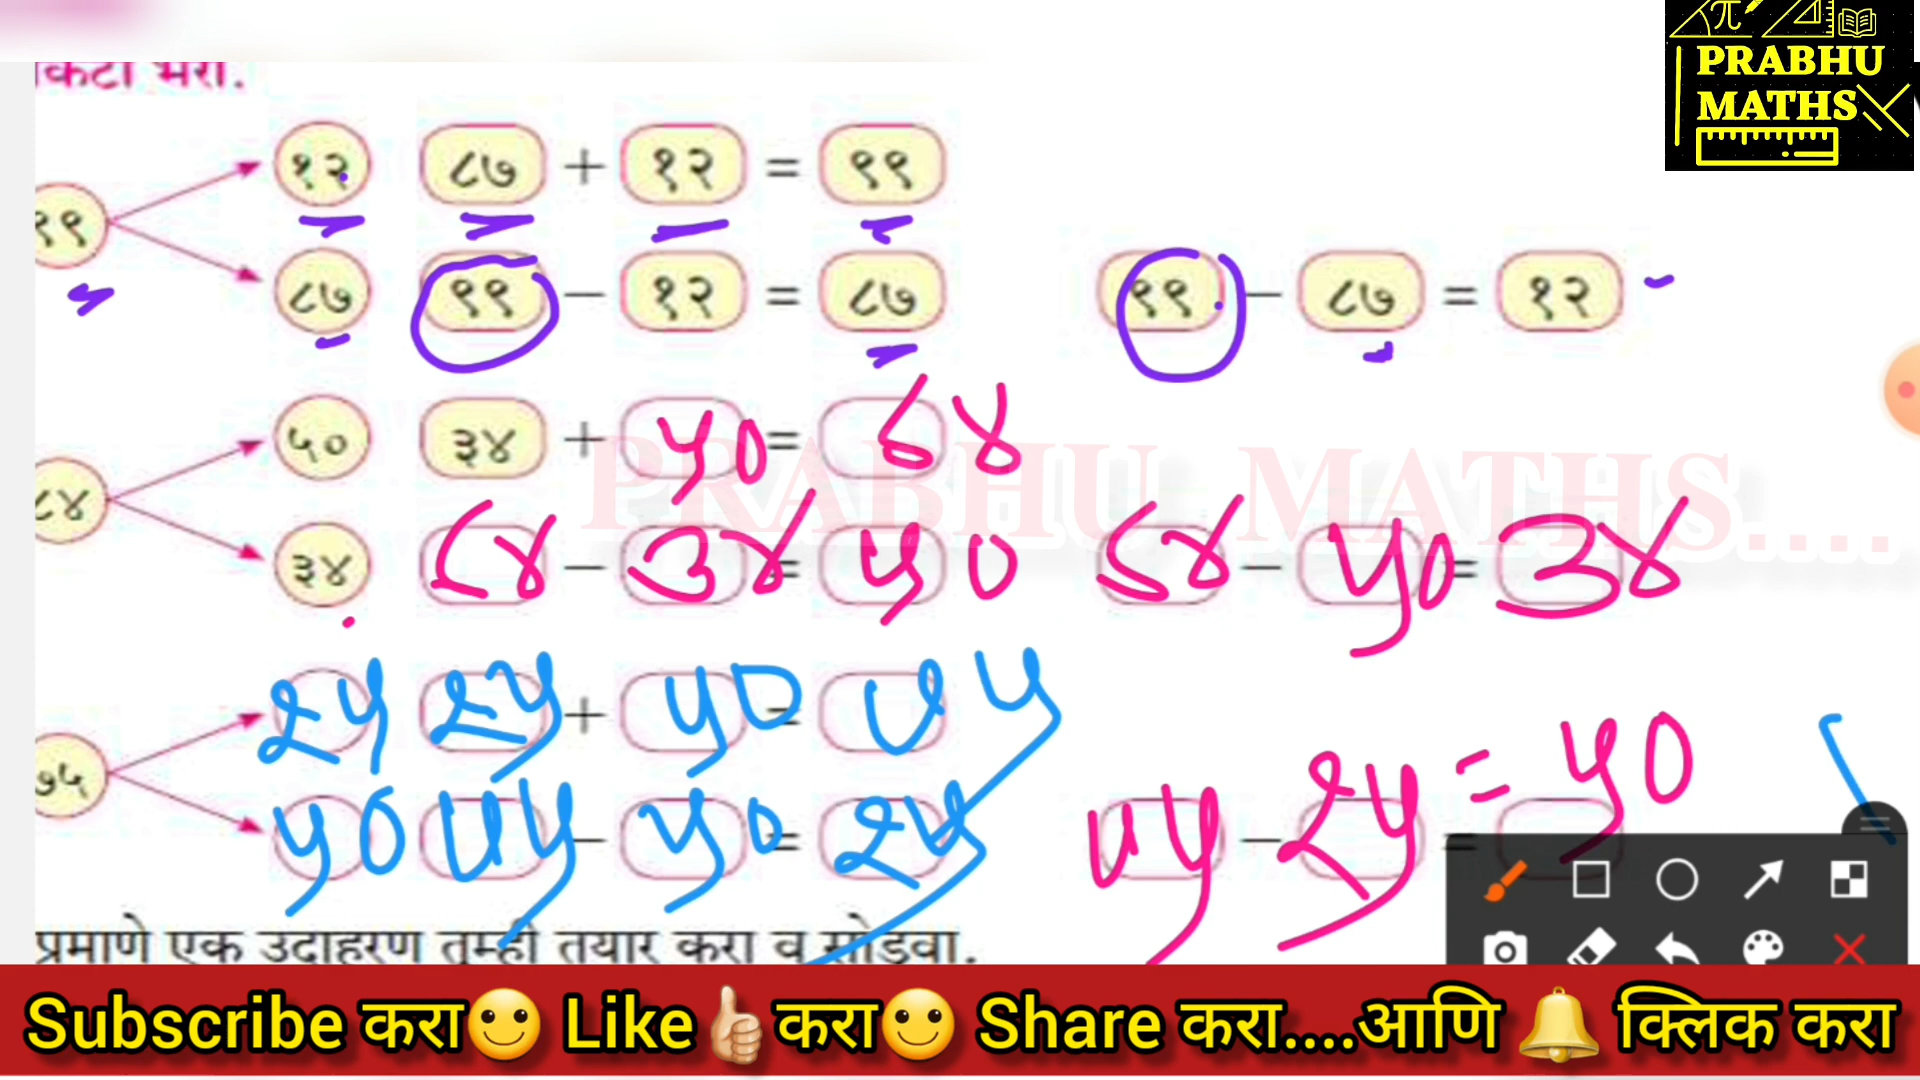 PRABHU
MATHS
चौकटी भरा.
९९
१२
८७ + १२ = ९९
८७
९९ - १२ = ८७
९९ - ८७ = १२
८४
५०
३४ + ५० = ८४
३४
८४ - ३४ = ५०
८४ - ५० = ३४
७५
२५
२५ + ५० = ७५
५०
७५ - ५० = २५
७५ - २५ = ५०
PRABHU MATHS....
प्रमाणे एक उदाहरण तुम्ही तयार करा व सोडवा.
Subscribe करा Like करा Share करा....आणि क्लिक करा